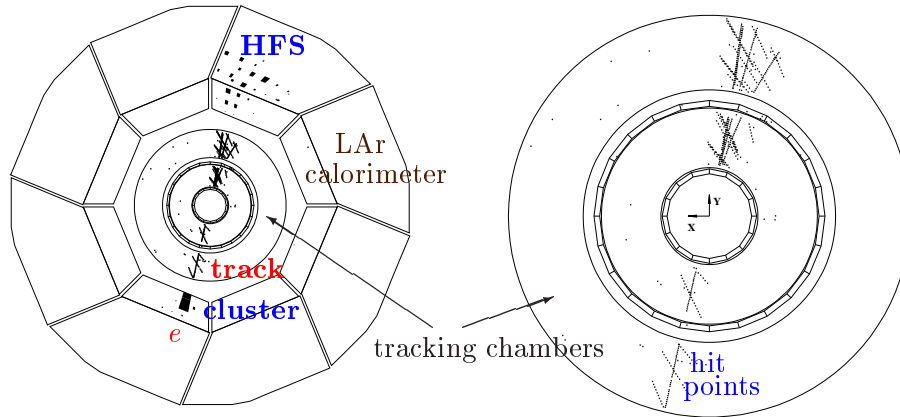 HFS
LAr
calorimeter
track
cluster
e
tracking chambers
Y
X
hit
points